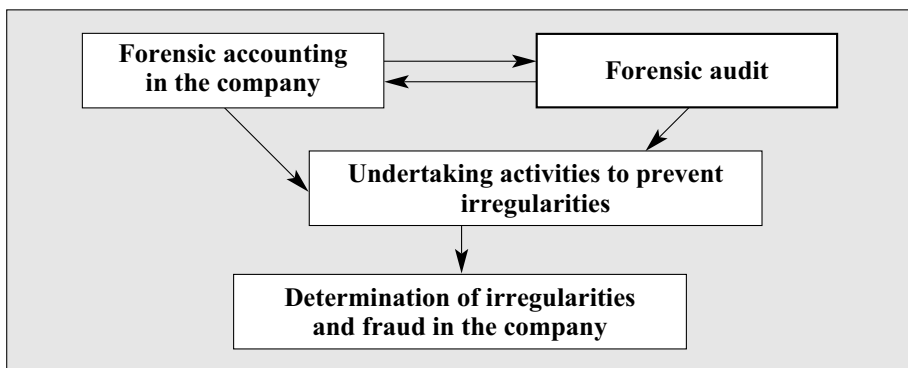 Forensic accounting
in the company
Forensic audit
Undertaking activities to prevent
irregularities
Determination of irregularities
and fraud in the company